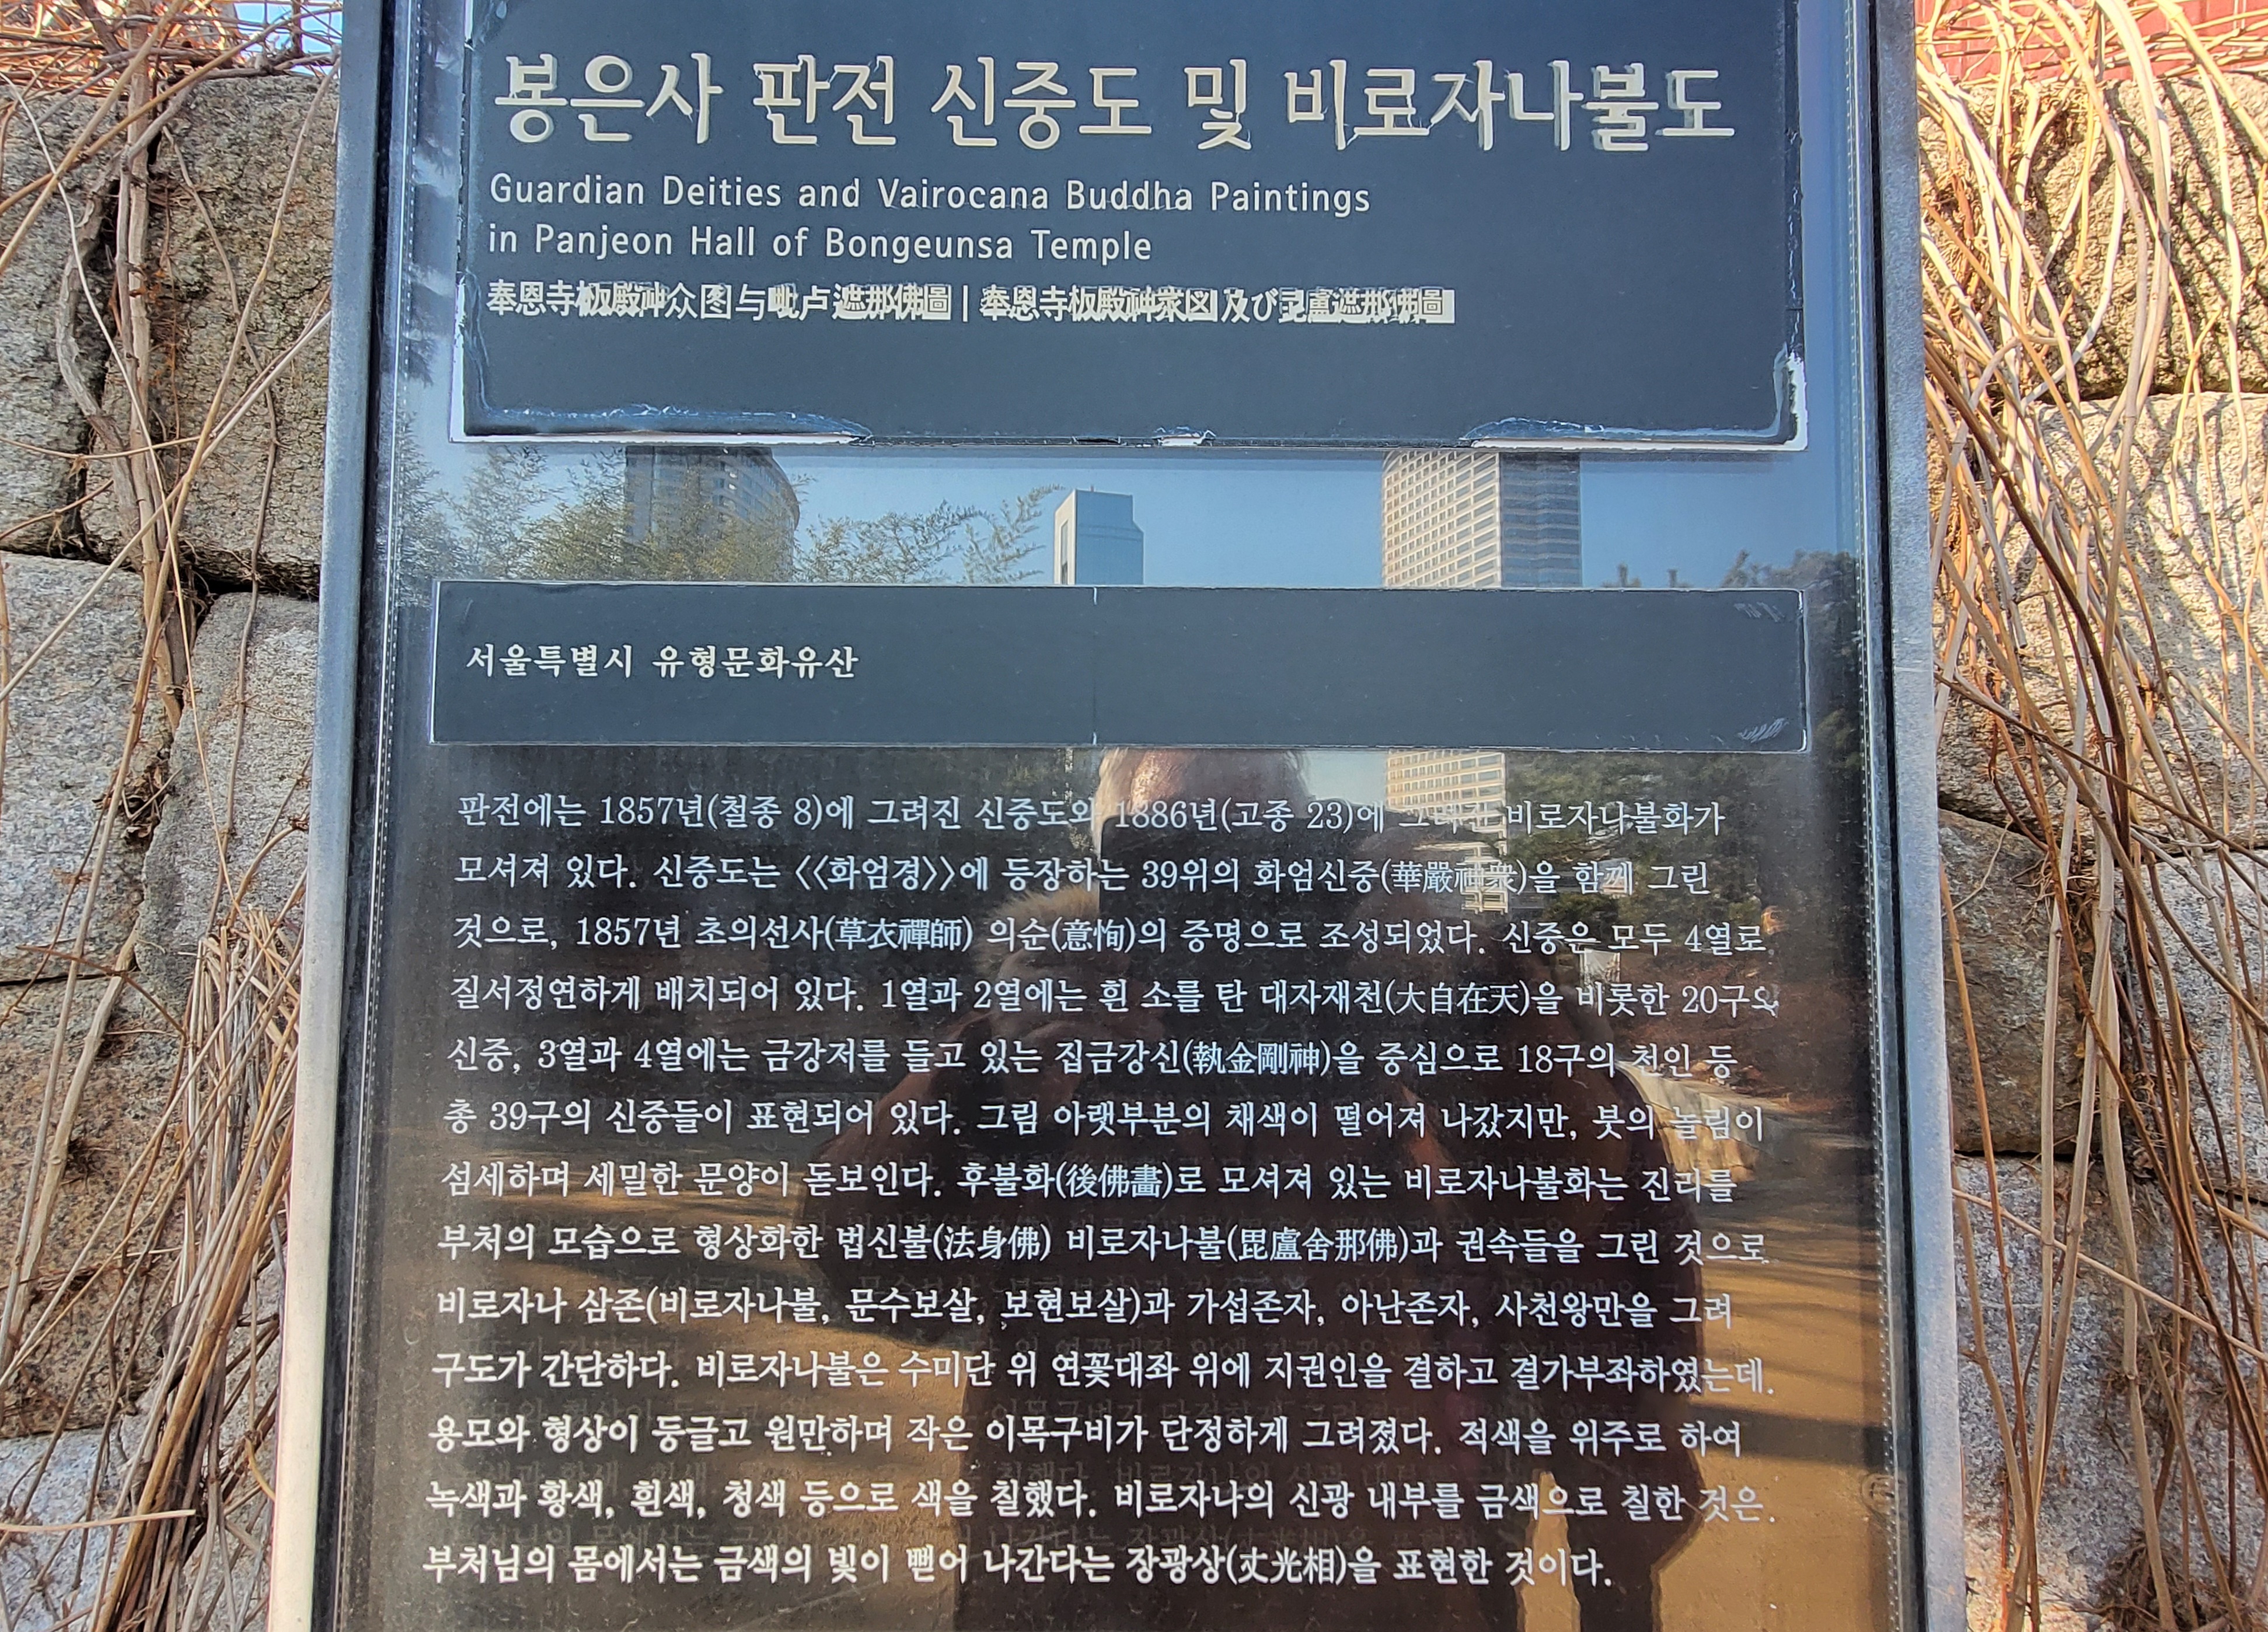 봉은사 판전 신중도 및 비로자나불도
Guardian Deities and Vairocana Buddha Paintings
in Panjeon Hall of Bongeunsa Temple
奉恩寺板殿神众图与毗卢遮那佛圖 | 奉恩寺板殿神衆図及び毘盧遮那佛圖
서울특별시 유형문화유산
판전에는 1857년(철종 8)에 그려진 신중도와 1886년(고종 23)에 비로자나불화가
모셔져 있다. 신중도는 <<화엄경>>에 등장하는 39위의 화엄신중(華嚴神衆)을 함께 그린
것으로, 1857년 초의선사(草衣禪師) 의순(意恂)의 증명으로 조성되었다. 신중은 모두 4열로
질서정연하게 배치되어 있다. 1열과 2열에는 흰 소를 탄 대자재천(大自在天)을 비롯한 20구의
신중, 3열과 4열에는 금강저를 들고 있는 집금강신(執金剛神)을 중심으로 18구의 천인 등
총 39구의 신중들이 표현되어 있다. 그림 아랫부분의 채색이 떨어져 나갔지만, 붓의 놀림이
섬세하며 세밀한 문양이 돋보인다. 후불화(後佛畵)로 모셔져 있는 비로자나불화는 진리를
부처의 모습으로 형상화한 법신불(法身佛) 비로자나불(毘盧舍那佛)과 권속들을 그린 것으로
비로자나 삼존(비로자나불, 문수보살, 보현보살)과 가섭존자, 아난존자, 사천왕만을 그려
구도가 간단하다. 비로자나불은 수미단 위 연꽃대좌 위에 지권인을 결하고 결가부좌하였는데,
용모와 형상이 둥글고 원만하며 작은 이목구비가 단정하게 그려졌다. 적색을 위주로 하여
녹색과 황색, 흰색, 청색 등으로 색을 칠했다. 비로자나의 신광 내부를 금색으로 칠한 것은
부처님의 몸에서는 금색의 빛이 뻗어 나간다는 장광상(丈光相)을 표현한 것이다.